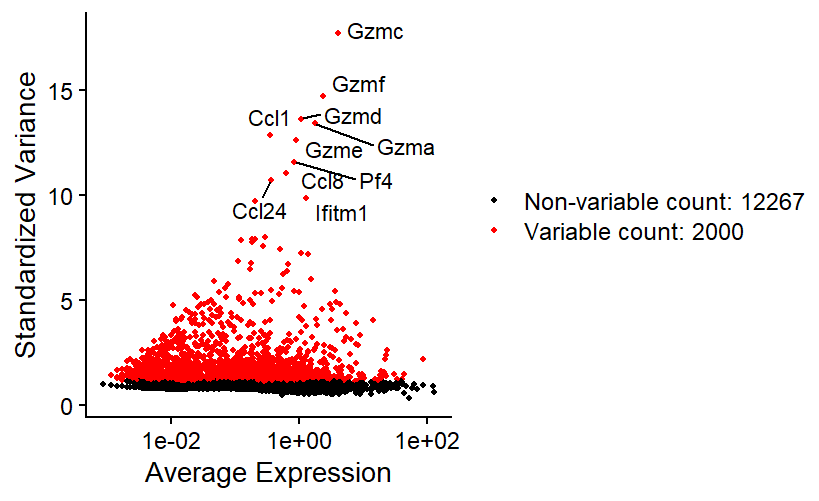 Gzmc
Gzmf
Ccl1
Gzmd
Gzma
Gzme
Ccl8
Pf4
Ccl24
Ifitm1
Standardized Variance
15
10
5
0
1e-02
1e+00
1e+02
Average Expression
Non-variable count: 12267
Variable count: 2000